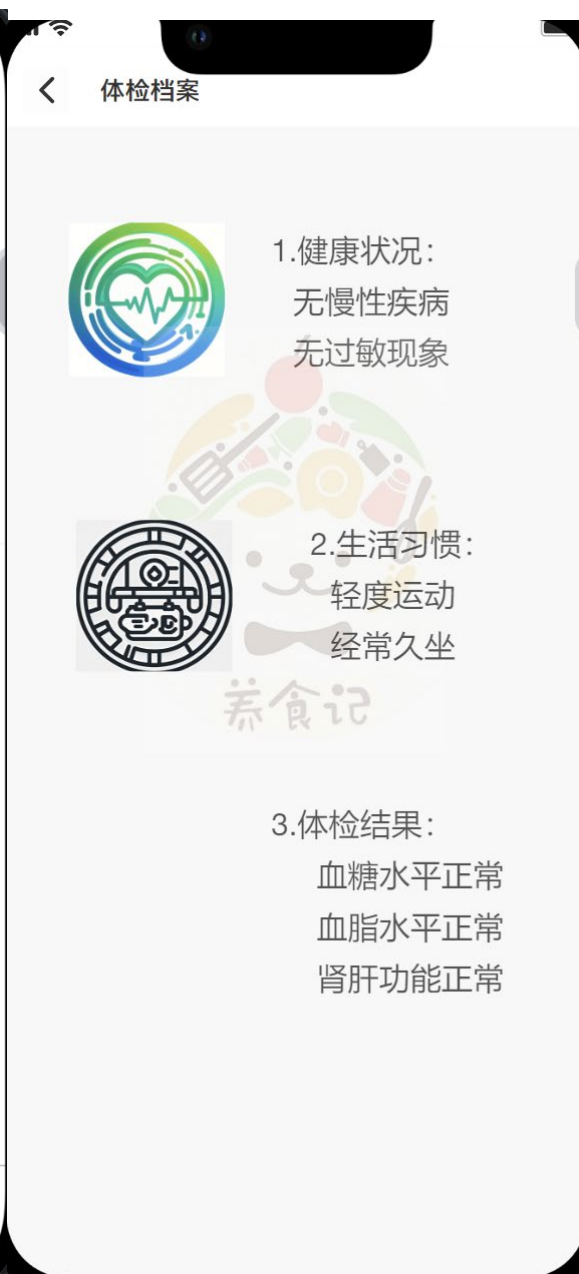 体检档案
1.健康状况：
无慢性疾病
无过敏现象
2.生活习惯：
轻度运动
经常久坐
养食记
3.体检结果：
血糖水平正常
血脂水平正常
肾肝功能正常